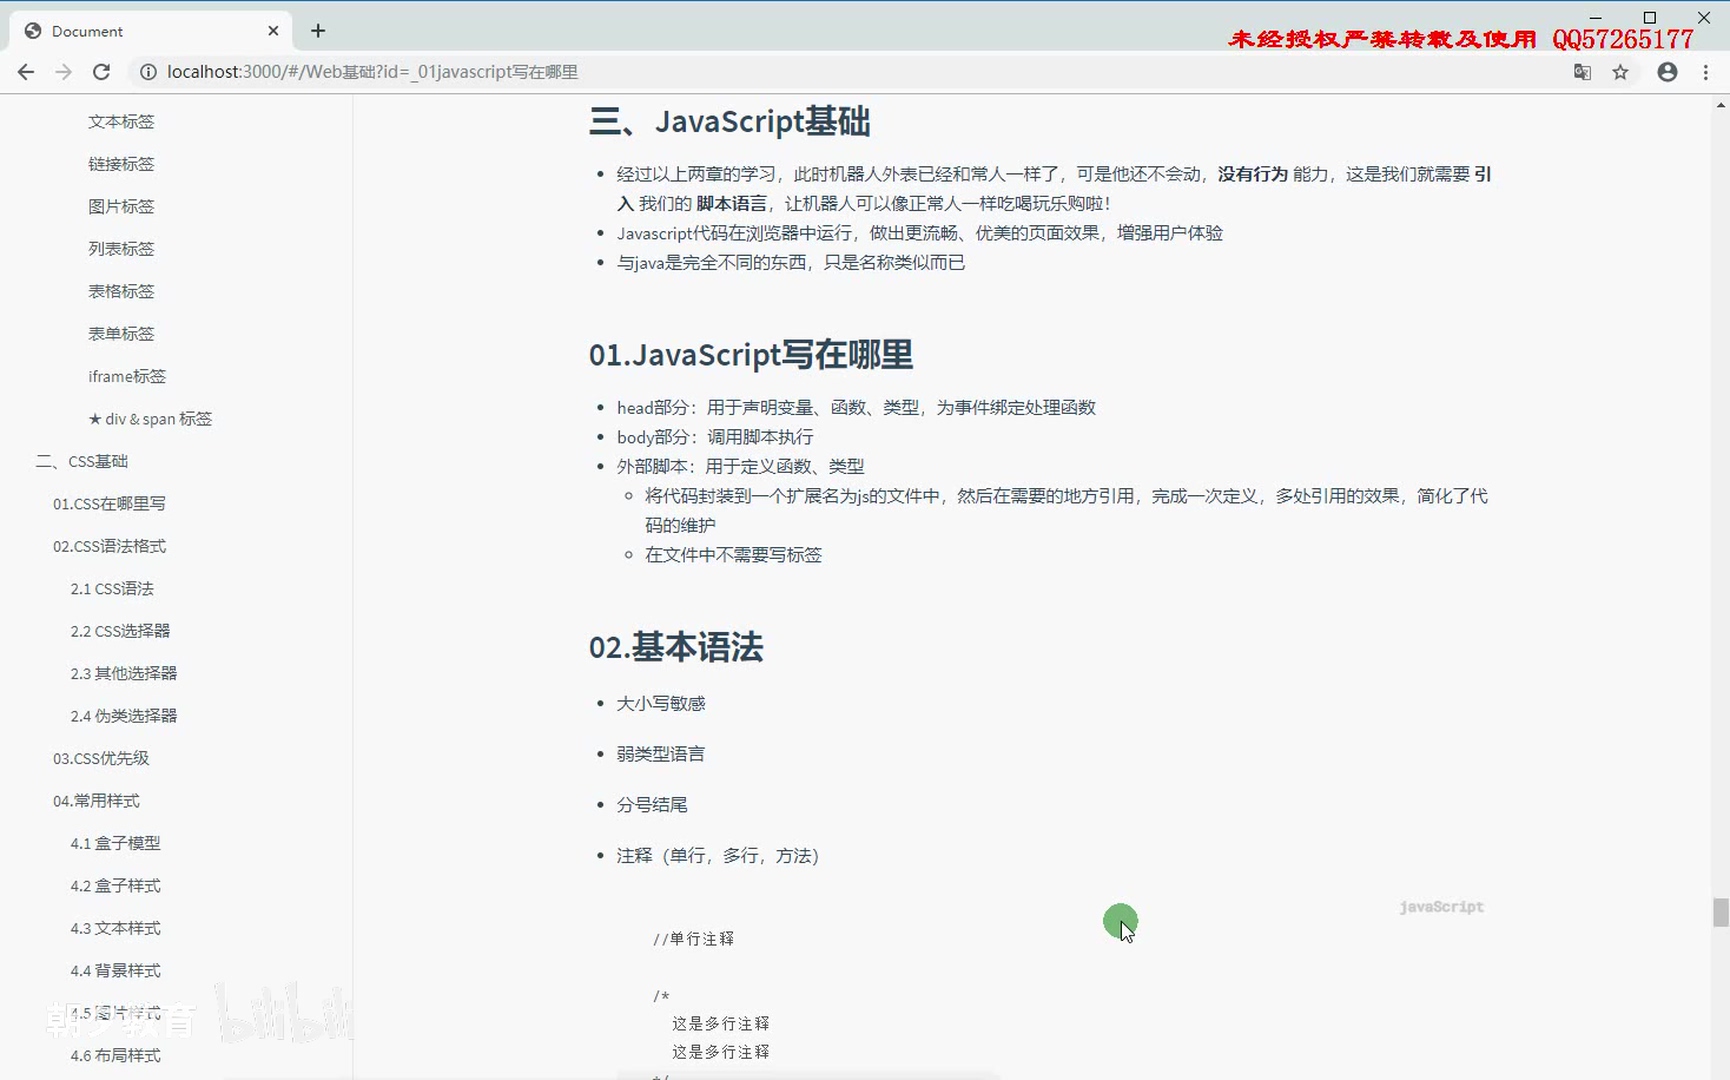 Document
未经授权严禁转载及使用 QQ57265177
localhost:3000/#/Web基础?id=_01javascript写在哪里
文本标签
链接标签
图片标签
列表标签
表格标签
表单标签
iframe标签
★ div & span 标签
二、CSS基础
01.CSS在哪里写
02.CSS语法格式
2.1 CSS语法
2.2 CSS选择器
2.3 其他选择器
2.4 伪类选择器
03.CSS优先级
04.常用样式
4.1 盒子模型
4.2 盒子样式
4.3 文本样式
4.4 背景样式
4.5 图片样式
朝夕教育 bilibili
4.6 布局样式
三、JavaScript基础
经过以上两章的学习，此时机器人外表已经和常人一样了，可是他还不会动，没有行为 能力，这是我们就需要 引
入 我们的 脚本语言，让机器人可以像正常人一样吃喝玩乐购啦！
Javascript代码在浏览器中运行，做出更流畅、优美的页面效果，增强用户体验
与java是完全不同的东西，只是名称类似而已
01.JavaScript写在哪里
head部分：用于声明变量、函数、类型，为事件绑定处理函数
body部分：调用脚本执行
外部脚本：用于定义函数、类型
将代码封装到一个扩展名为js的文件中，然后在需要的地方引用，完成一次定义，多处引用的效果，简化了代
码的维护
在文件中不需要写标签
02.基本语法
大小写敏感
弱类型语言
分号结尾
注释（单行，多行，方法）
javaScript
//单行注释
/*
这是多行注释
这是多行注释
*/